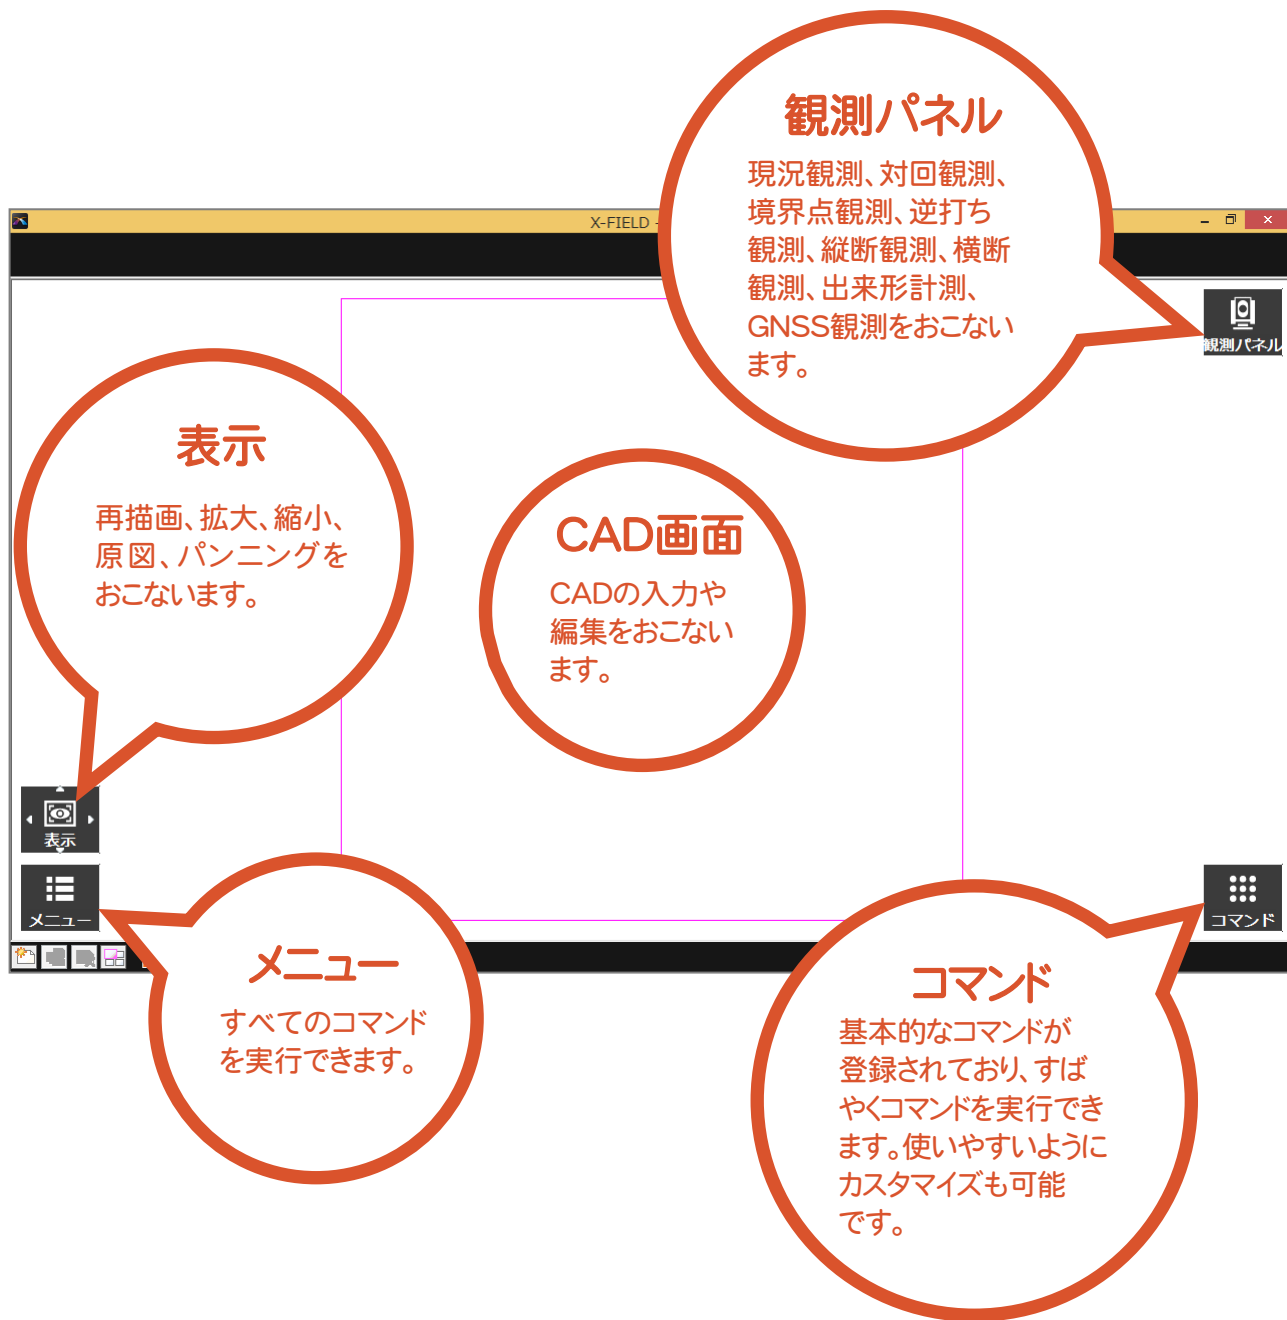 観測パネル
現況観測、対回観測、
境界点観測、逆打ち
観測、縦断観測、横断
観測、出来形計測、
GNSS観測をおこない
ます。
X-FIELD -
観測パネル
表示
再描画、拡大、縮小、
原図、パンニングを
おこないます。
CAD画面
CADの入力や
編集をおこない
ます。
表示
メニュー
コマンド
メニュー
すべてのコマンド
を実行できます。
コマンド
基本的なコマンドが
登録されており、すば
やくコマンドを実行でき
ます。使いやすいように
カスタマイズも可能
です。